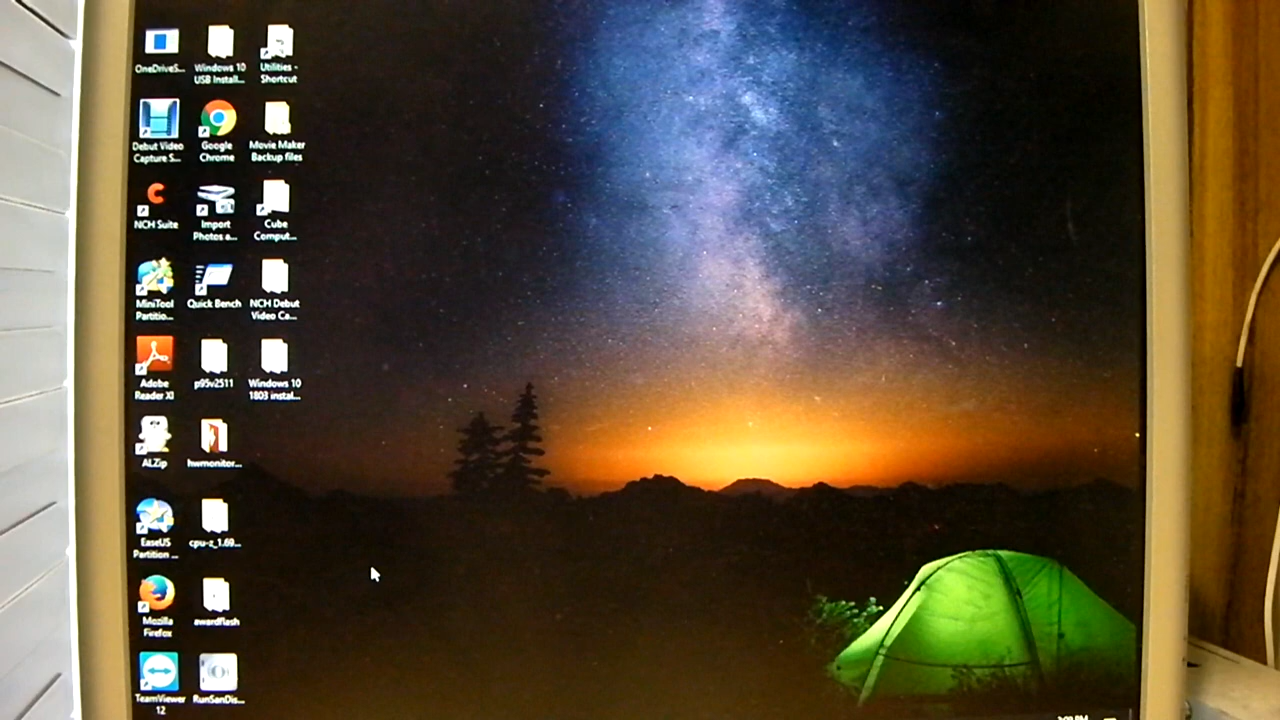 OneDriveS...
Windows 10
USB Install...
Utilities -
Shortcut
Debut Video
Capture S...
Google
Chrome
Movie Maker
Backup files
NCH Suite
Import
Photos a...
Cube
Comput...
MiniTool
Partitio...
Quick Bench
NCH Debut
Video Ca...
Adobe
Reader XI
p95v2511
Windows 10
1803 instal...
ALZip
hwmonitor...
EaseUS
Partition ...
cpu-z_1.69...
Mozilla
Firefox
awardflash
TeamViewer
12
RunSanDis...